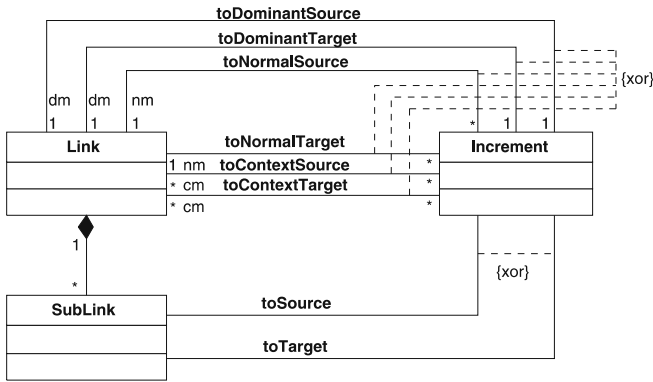 toDominantSource
toDominantTarget
toNormalSource
{xor}
dm dm nm
1 1 1 * 1 1
Link
toNormalTarget
Increment
1 nm toContextSource *
* cm toContextTarget *
* cm *
1
{xor}
*
SubLink
toSource
toTarget